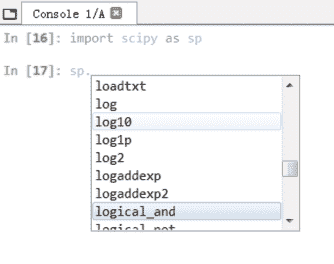 Console 1/A
In [16]: import scipy as sp
In [17]: sp.
loadtxt
log
log10
log1p
log2
logaddexp
logaddexp2
logical_and
logical_not